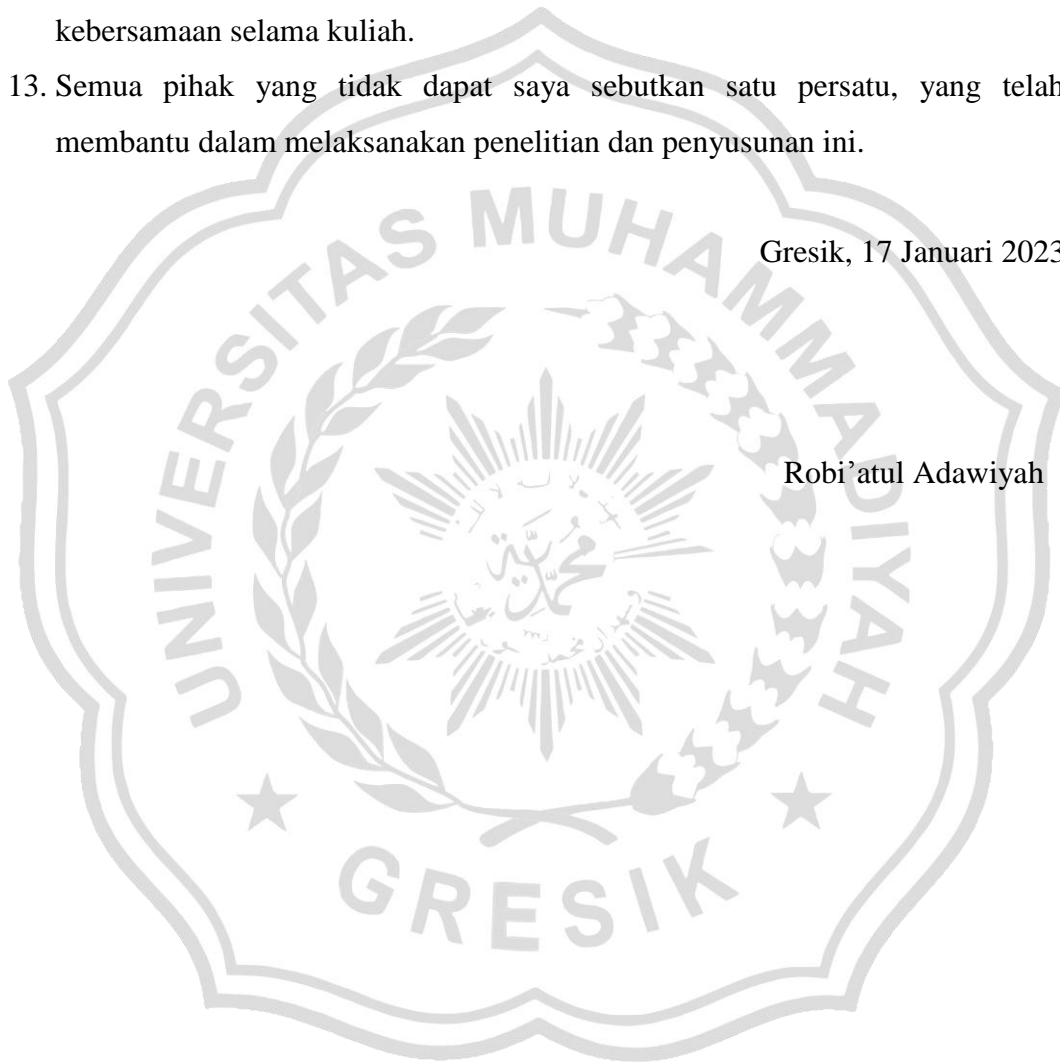 kebersamaan selama kuliah.
13. Semua pihak yang tidak dapat saya sebutkan satu persatu, yang telah
membantu dalam melaksanakan penelitian dan penyusunan ini.
UNIVERSITAS MUHAMMADIYAH
Gresik, 17 Januari 2023
Robi’atul Adawiyah
محمدية
GRESIK